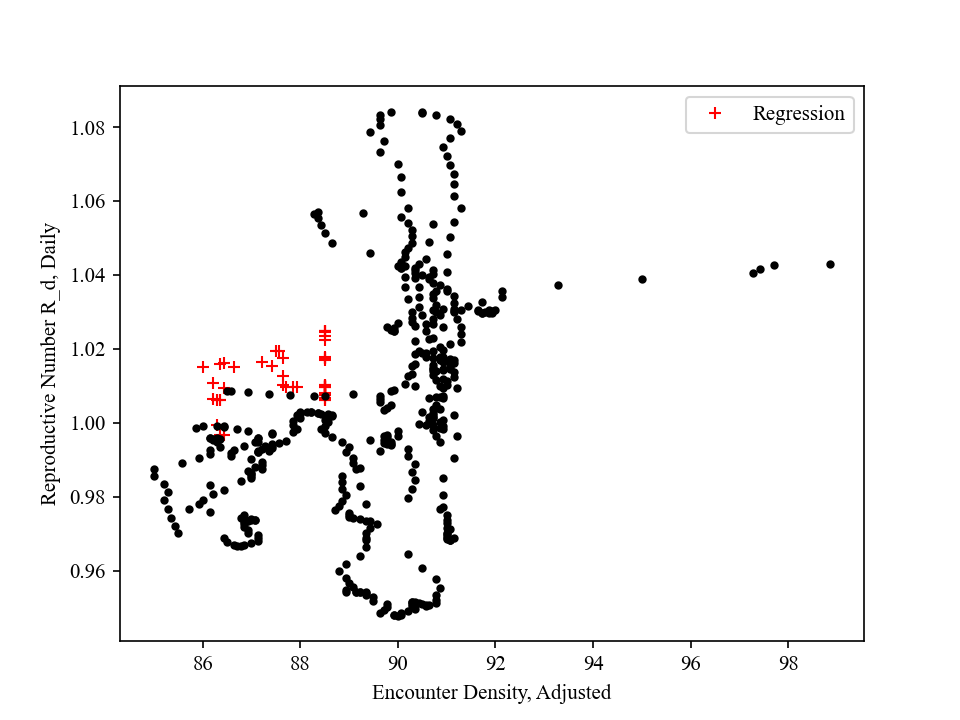 Regression
1.08
1.06
1.04
1.02
1.00
0.98
0.96
Reproductive Number R_d, Daily
86 88 90 92 94 96 98
Encounter Density, Adjusted